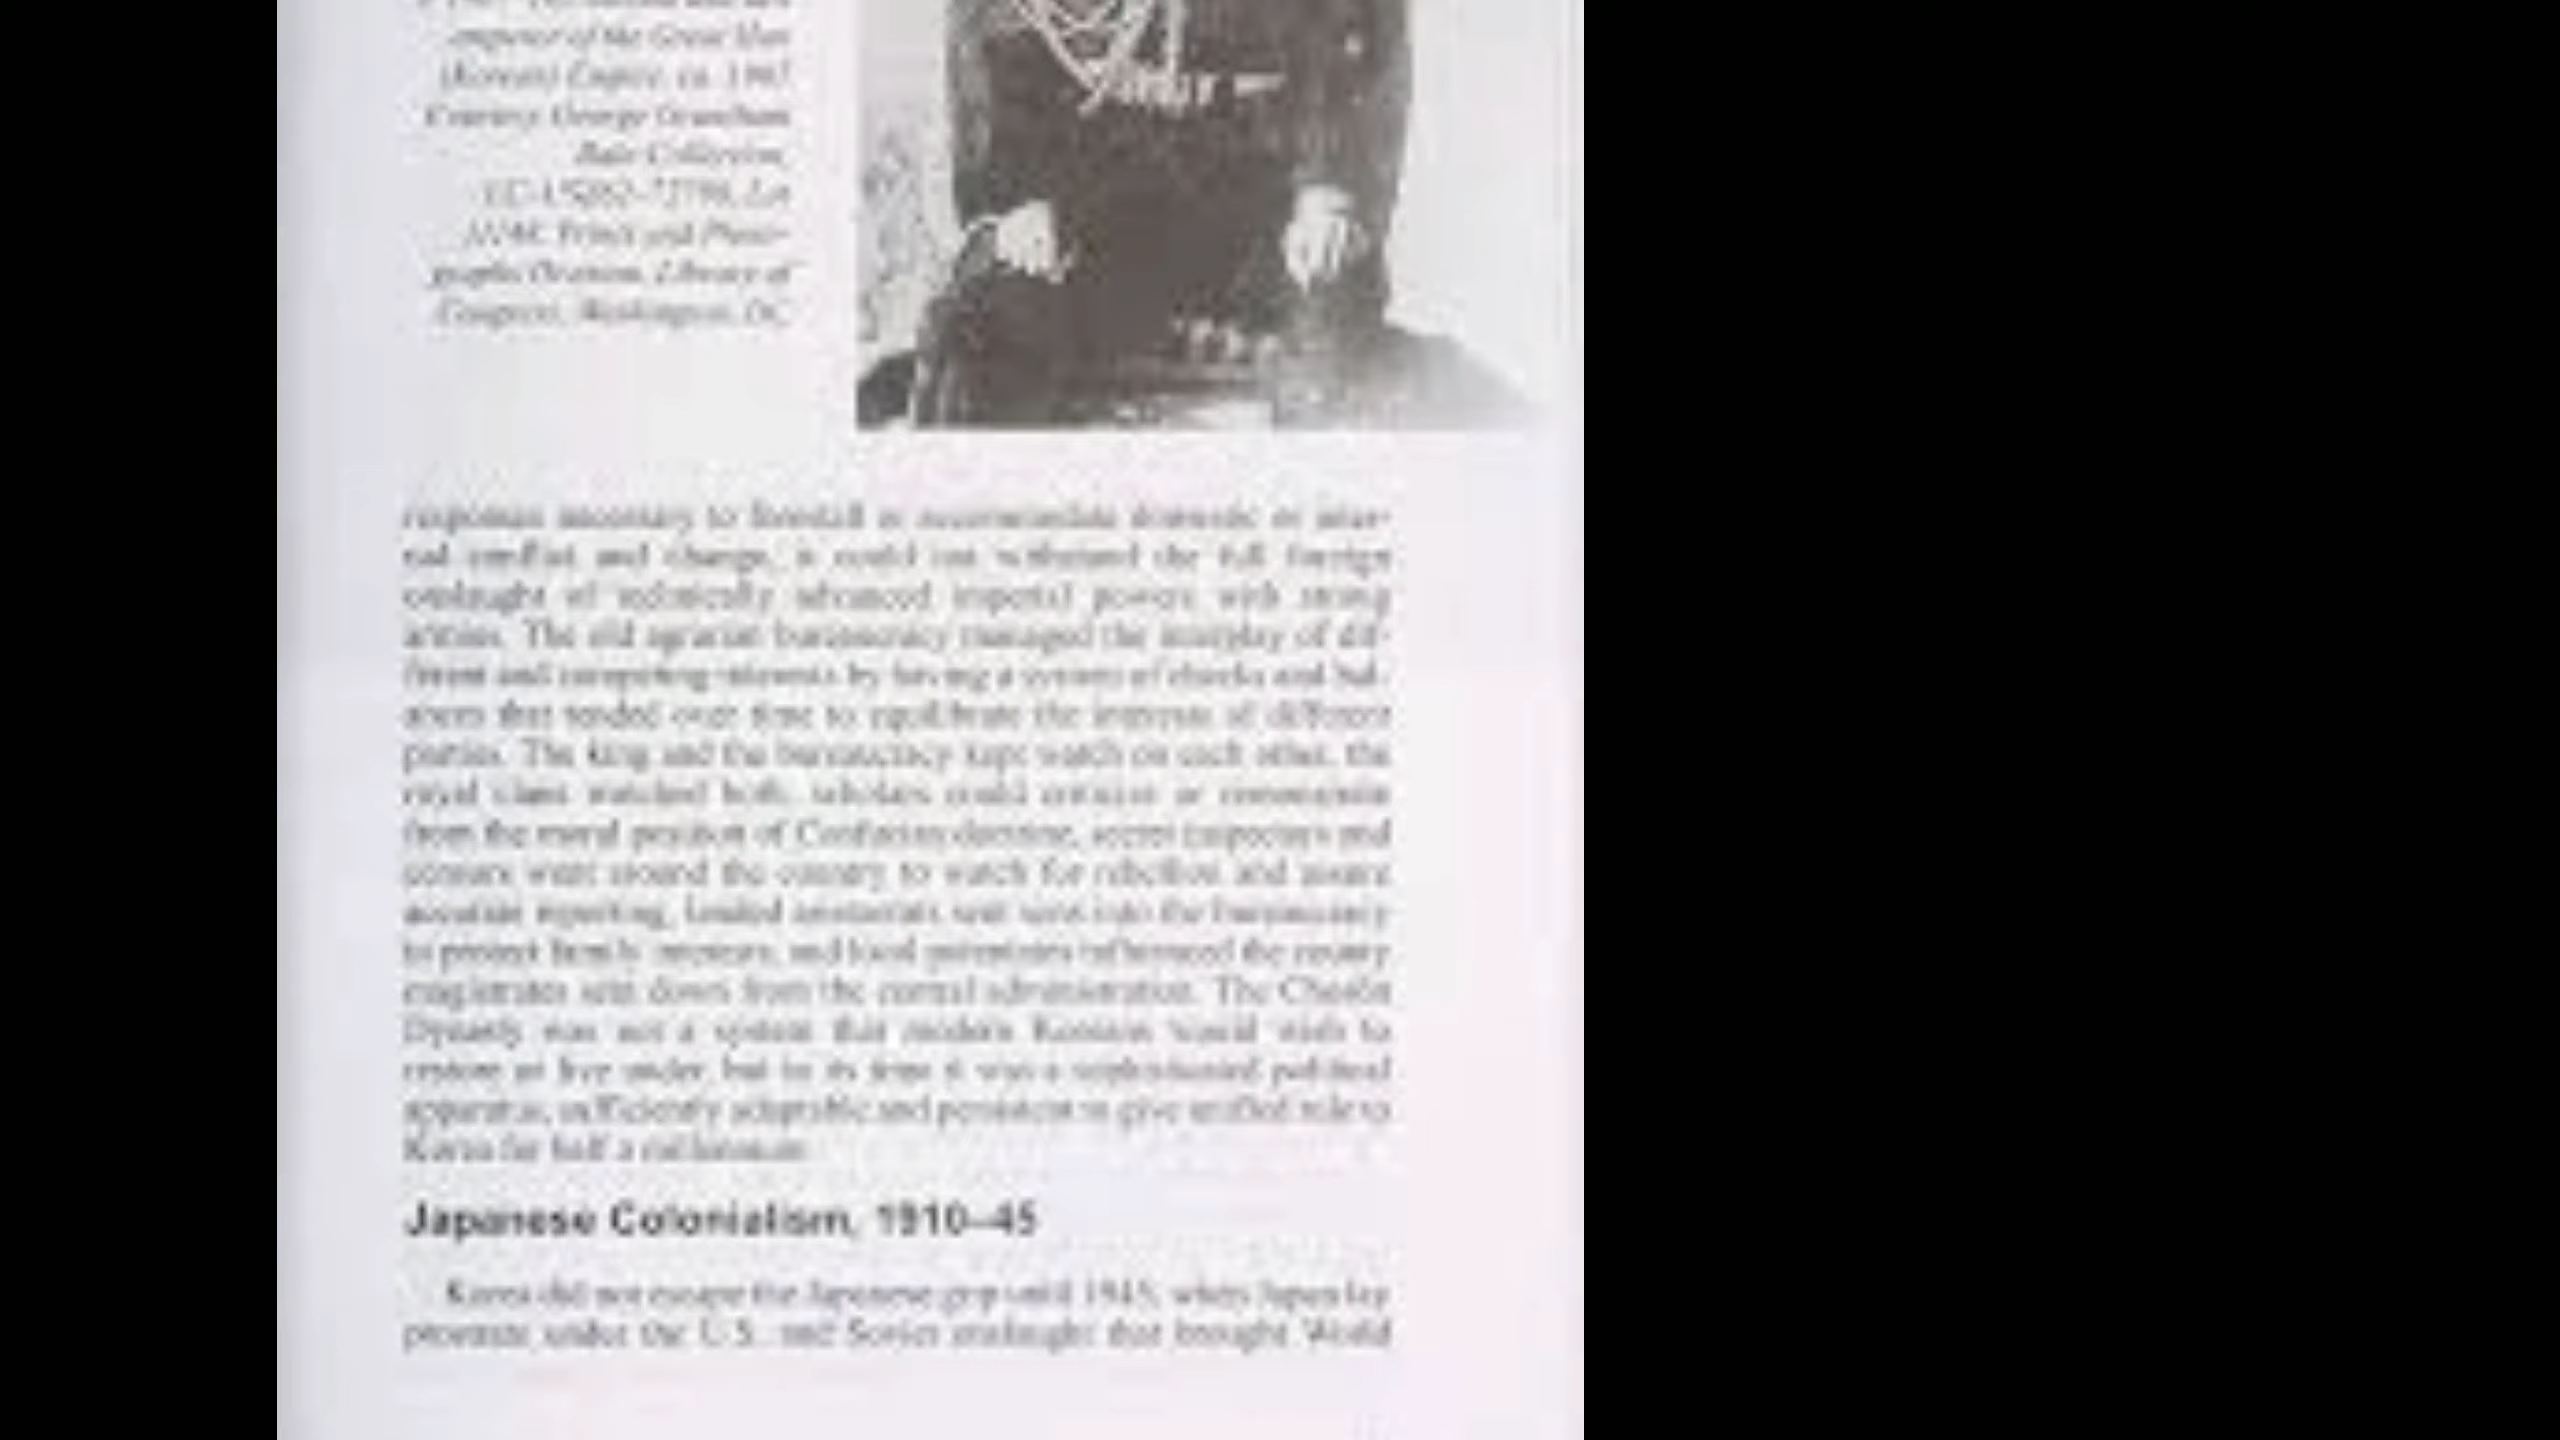 emperor of the Great Han
(Korean) Empire, ca. 1907
Courtesy George Grantham
Bain Collection,
Prints and Photo-
graphs Division, Library of
Congress, Washington, DC
responses necessary to forestall or accommodate domestic or inter-
nal conflict and change, it could not withstand the full foreign
onslaught of technically advanced imperial powers with strong
armies. The old agrarian bureaucracy managed the interplay of dif-
ferent and competing interests by having a system of checks and bal-
ances that tended over time to equilibrate the interests of different
parties. The king and the bureaucracy kept watch on each other, the
royal clans watched both, scholars could criticize or remonstrate
from the moral position of Confucian doctrine, secret inspectors and
censors went around the country to watch for rebellion and assure
accurate reporting, landed aristocrats sent sons into the bureaucracy
to protect family interests, and local potentates influenced the county
magistrates sent down from the central administration. The Chosŏn
Dynasty was not a system that modern Koreans would wish to
restore or live under, but in its time it was a sophisticated political
apparatus, sufficiently adaptable and persistent to give unified rule to
Korea for half a millennium.
Japanese Colonialism, 1910–45
Korea did not escape the Japanese grip until 1945, when Japan lay
prostrate under the U.S. and Soviet onslaught that brought World